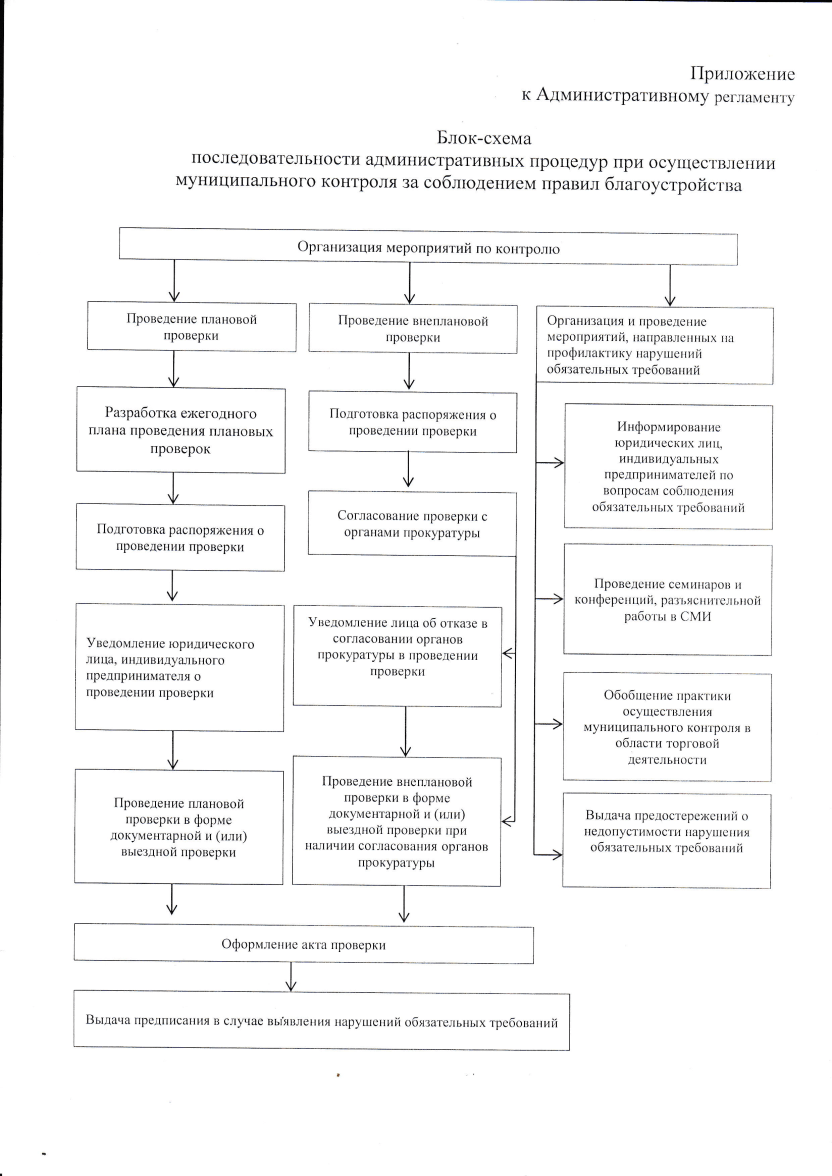 Приложение
к Административному регламенту
Блок-схема
последовательности административных процедур при осуществлении
муниципального контроля за соблюдением правил благоустройства
Организация мероприятий по контролю
Проведение плановой
проверки
Разработка ежегодного
плана проведения плановых
проверок
Подготовка распоряжения о
проведении проверки
Уведомление юридического
лица, индивидуального
предпринимателя о
проведении проверки
Проведение плановой
проверки в форме
документарной и (или)
выездной проверки
Проведение внеплановой
проверки
Подготовка распоряжения о
проведении проверки
Согласование проверки с
органами прокуратуры
Уведомление лица об отказе в
согласовании органов
прокуратуры в проведении
проверки
Проведение внеплановой
проверки в форме
документарной и (или)
выездной проверки при
наличии согласования органов
прокуратуры
Организация и проведение
мероприятий, направленных на
профилактику нарушений
обязательных требований
Информирование
юридических лиц,
индивидуальных
предпринимателей по
вопросам соблюдения
обязательных требований
Проведение семинаров и
конференций, разъяснительной
работы в СМИ
Обобщение практики
осуществления
муниципального контроля в
области торговой
деятельности
Выдача предостережений о
недопустимости нарушения
обязательных требований
Оформление акта проверки
Выдача предписания в случае выявления нарушений обязательных требований